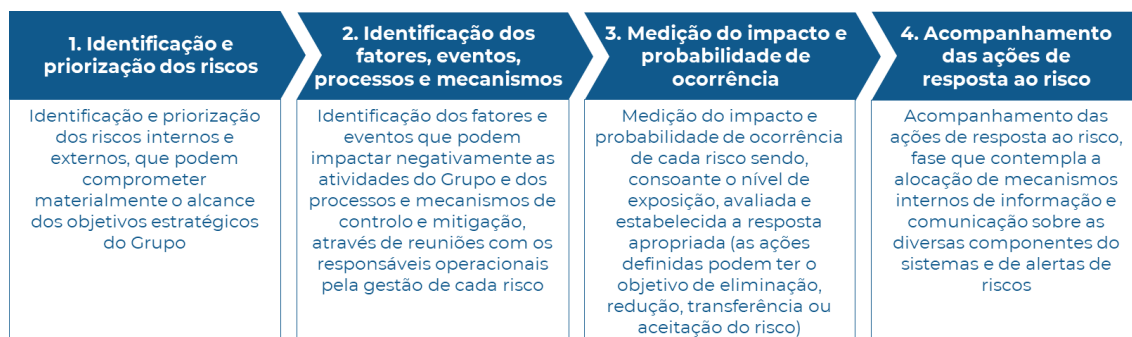 1. Identificação e
priorização dos riscos
2. Identificação dos
fatores, eventos,
processos e mecanismos
3. Medição do impacto e
probabilidade de
ocorrência
4. Acompanhamento
das ações de
resposta ao risco
Identificação e priorização
dos riscos internos e
externos, que podem
comprometer
materialmente o alcance
dos objetivos estratégicos
do Grupo
Identificação dos fatores e
eventos que podem
impactar negativamente as
atividades do Grupo e dos
processos e mecanismos de
controlo e mitigação,
através de reuniões com os
responsáveis operacionais
pela gestão de cada risco
Medição do impacto e
probabilidade de ocorrência
de cada risco sendo,
consoante o nível de
exposição, avaliada e
estabelecida a resposta
apropriada (as ações
definidas podem ter o
objetivo de eliminação,
redução, transferência ou
aceitação do risco)
Acompanhamento das
ações de resposta ao risco,
fase que contempla a
alocação de mecanismos
internos de informação e
comunicação sobre as
diversas componentes do
sistemas e de alertas de
riscos